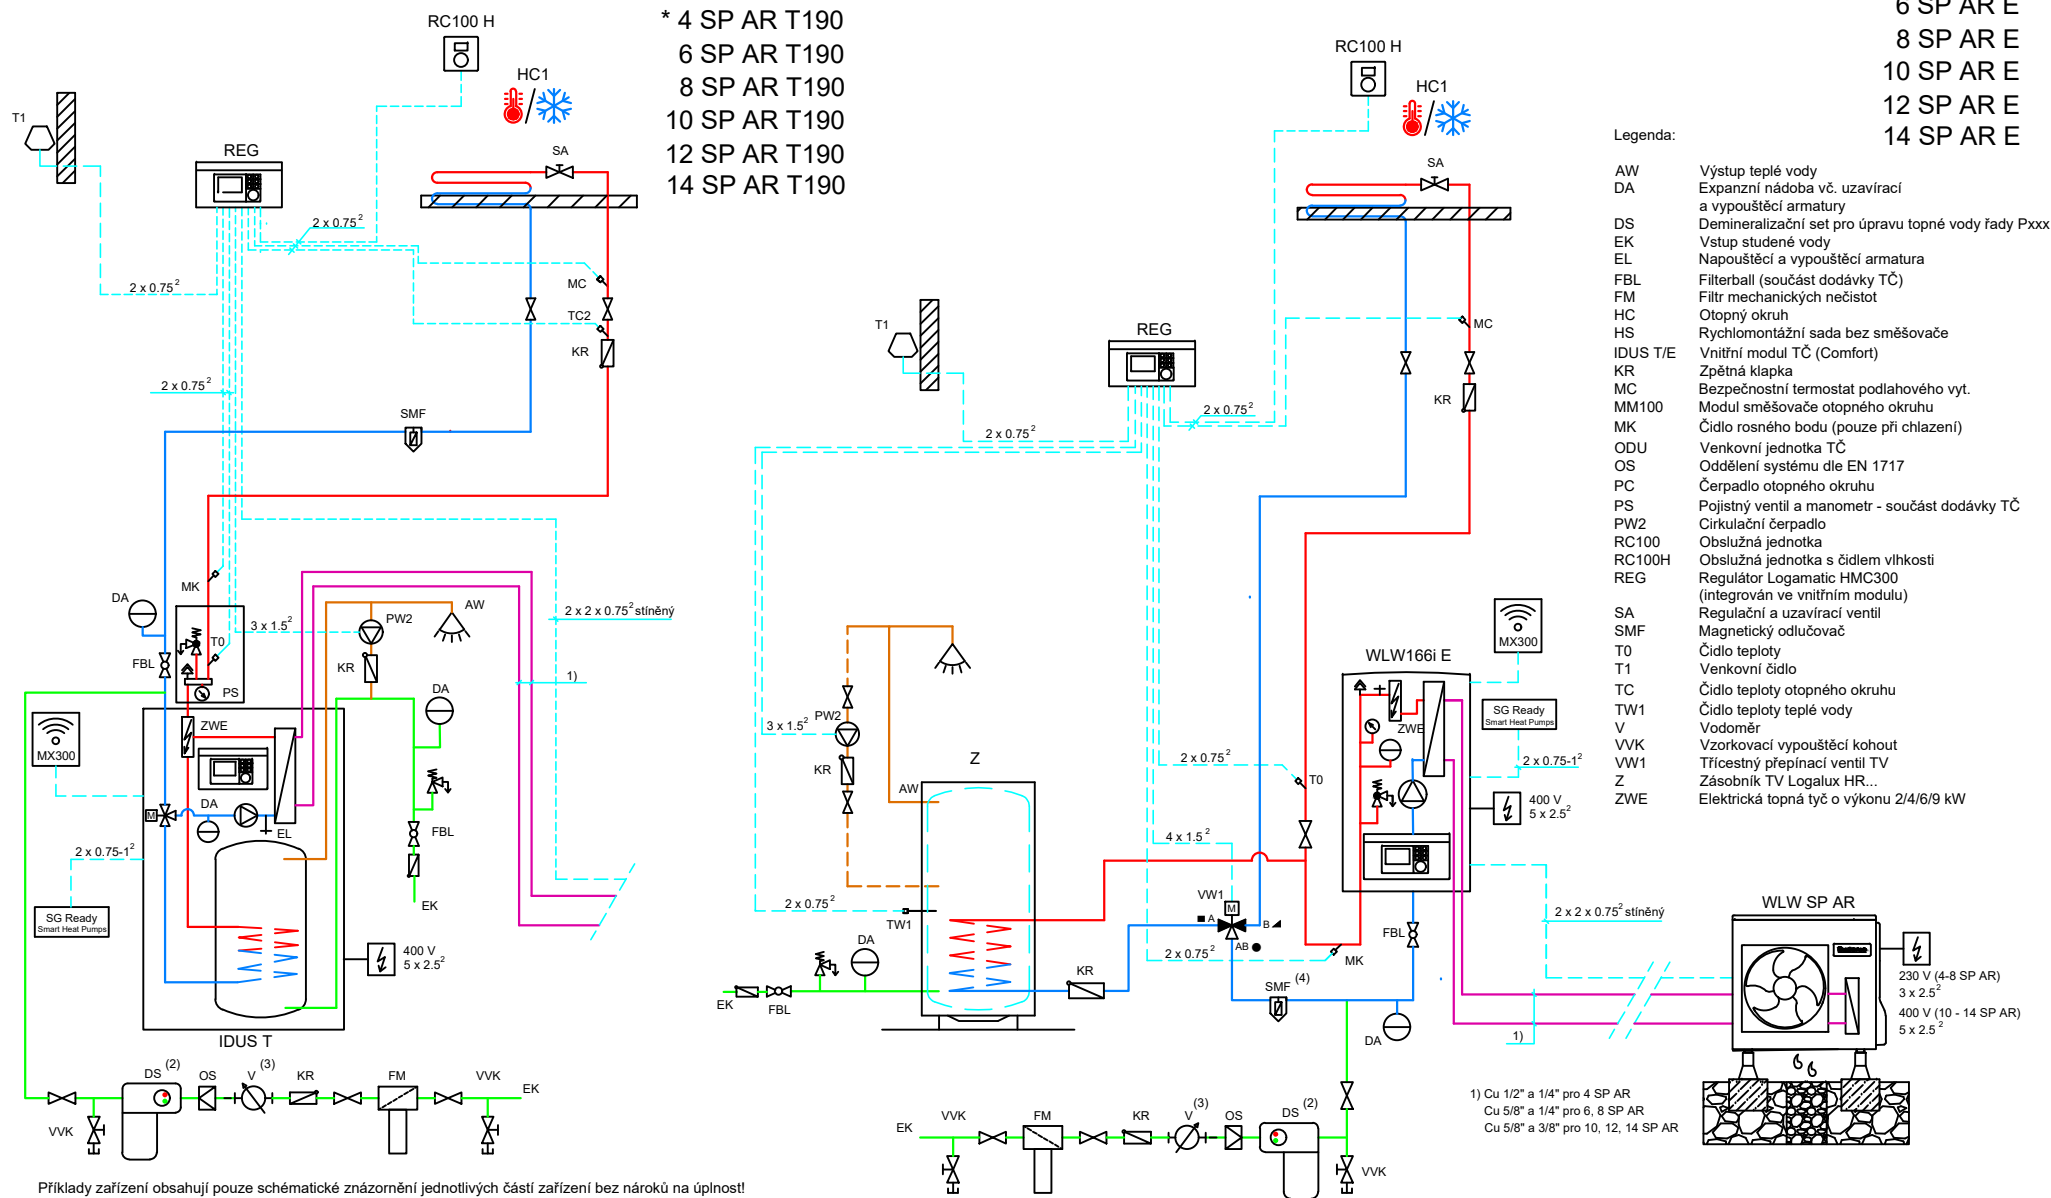 * 4 SP AR T190
6 SP AR T190
8 SP AR T190
10 SP AR T190
12 SP AR T190
14 SP AR T190
RC100 H
HC1
T1
REG
SA
2 x 0.75²
2 x 0.75²
MC
TC2
KR
2 x 0.75²
SMF
MK
DA
T0
3 x 1.5²
PW2
AW
2 x 2 x 0.75² stíněný
FBL
KR
PS
DA
1)
MX300
ZWE
DA
M
EL
FBL
2 x 0.75-1²
EK
SG Ready
Smart Heat Pumps
400 V
5 x 2.5²
IDUS T
DS (2)
OS
V (3)
KR
FM
VVK
EK
VVK
Příklady zařízení obsahují pouze schématické znázornění jednotlivých částí zařízení bez nároků na úplnost!
6 SP AR E
8 SP AR E
10 SP AR E
12 SP AR E
14 SP AR E
RC100 H
HC1
SA
T1
REG
MC
KR
2 x 0.75²
2 x 0.75²
3 x 1.5²
PW2
KR
AW
Z
2 x 0.75²
T0
4 x 1.5²
VW1
M
A
B
AB
2 x 0.75²
TW1
2 x 0.75²
MK
DA
KR
SMF (4)
EK
FBL
FBL
DA
WLW166i E
ZWE
MX300
SG Ready
Smart Heat Pumps
2 x 0.75-1²
400 V
5 x 2.5²
2 x 2 x 0.75² stíněný
1)
WLW SP AR
230 V (4-8 SP AR)
3 x 2.5²
400 V (10 - 14 SP AR)
5 x 2.5²
EK
VVK
FM
KR
V (3)
OS
DS (2)
VVK
1) Cu 1/2" a 1/4" pro 4 SP AR
Cu 5/8" a 1/4" pro 6, 8 SP AR
Cu 5/8" a 3/8" pro 10, 12, 14 SP AR
Legenda:
AW Výstup teplé vody
DA Expanzní nádoba vč. uzavírací
a vypouštěcí armatury
DS Demineralizační set pro úpravu topné vody řady Pxxx
EK Vstup studené vody
EL Napouštěcí a vypouštěcí armatura
FBL Filterball (součást dodávky TČ)
FM Filtr mechanických nečistot
HC Otopný okruh
HS Rychlomontážní sada bez směšovače
IDUS T/E Vnitřní modul TČ (Comfort)
KR Zpětná klapka
MC Bezpečnostní termostat podlahového vyt.
MM100 Modul směšovače otopného okruhu
MK Čidlo rosného bodu (pouze při chlazení)
ODU Venkovní jednotka TČ
OS Oddělení systému dle EN 1717
PC Čerpadlo otopného okruhu
PS Pojistný ventil a manometr - součást dodávky TČ
PW2 Cirkulační čerpadlo
RC100 Obslužná jednotka
RC100H Obslužná jednotka s čidlem vlhkosti
REG Regulátor Logamatic HMC300
(integrován ve vnitřním modulu)
SA Regulační a uzavírací ventil
SMF Magnetický odlučovač
T0 Čidlo teploty
T1 Venkovní čidlo
TC Čidlo teploty otopného okruhu
TW1 Čidlo teploty teplé vody
V Vodoměr
VVK Vzorkovací vypouštěcí kohout
VW1 Třícestný přepínací ventil TV
Z Zásobník TV Logalux HR...
ZWE Elektrická topná tyč o výkonu 2/4/6/9 kW